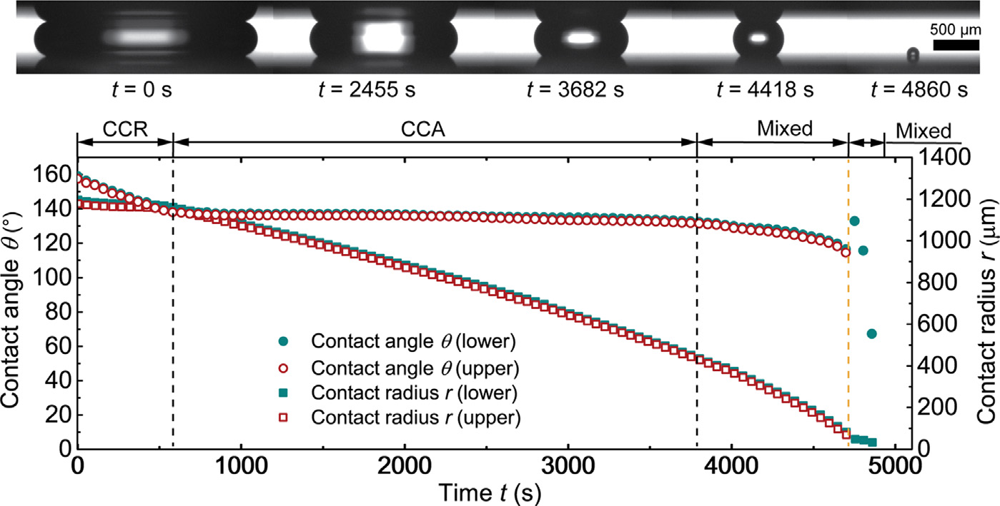 500 μm
t = 0 s
t = 2455 s
t = 3682 s
t = 4418 s
t = 4860 s
CCR
CCA
Mixed
Mixed
160
140
120
100
80
60
40
20
0
Contact angle θ (°)
1400
1200
1000
800
600
400
200
0
Contact radius r (μm)
Contact angle θ (lower)
Contact angle θ (upper)
Contact radius r (lower)
Contact radius r (upper)
0
1000
2000
3000
4000
5000
Time t (s)